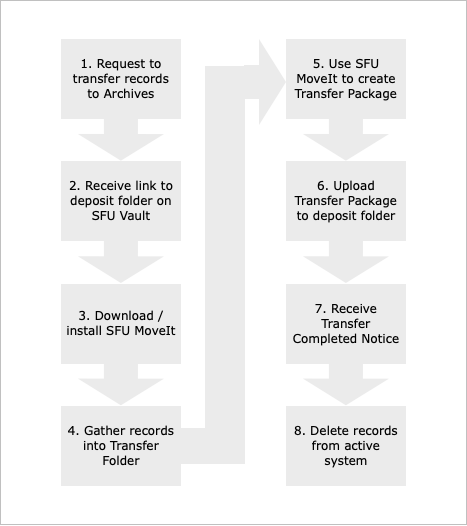 1. Request to
transfer records
to Archives
2. Receive link to
deposit folder on
SFU Vault
3. Download /
install SFU MoveIt
4. Gather records
into Transfer
Folder
5. Use SFU
MoveIt to create
Transfer Package
6. Upload
Transfer Package
to deposit folder
7. Receive
Transfer
Completed Notice
8. Delete records
from active
system